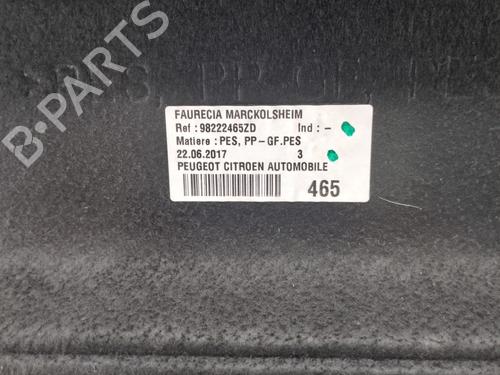 FAURECIA MARCKOLSHEIM
Ref : 98222465ZD Ind : -
Matiere : PES, PP-GF.PES
22.06.2017 3
PEUGEOT CITROEN AUTOMOBILE
465
B-PARTS